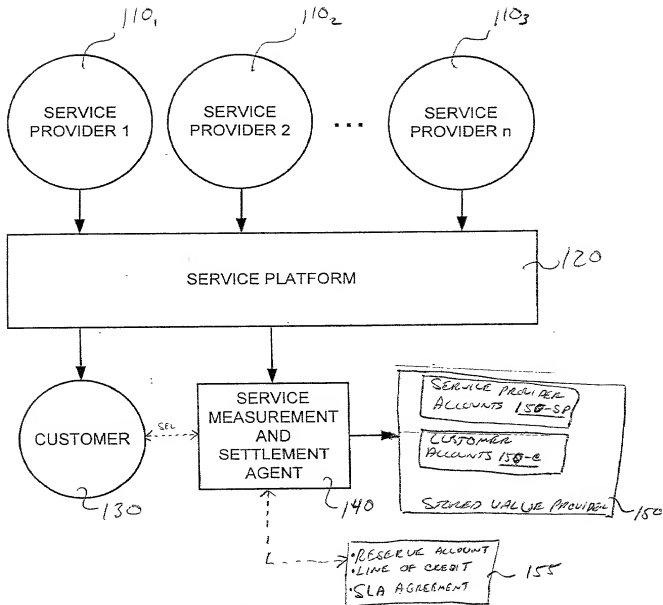 110₁
110₂
110₃
SERVICE
PROVIDER 1
SERVICE
PROVIDER 2
...
SERVICE
PROVIDER n
SERVICE PLATFORM
120
CUSTOMER
130
SEL
SERVICE
MEASUREMENT
AND
SETTLEMENT
AGENT
140
SERVICE PROVIDER
ACCOUNTS 150-SP
CUSTOMER
ACCOUNTS 150-C
STORED VALUE PROVIDER
150
• RESERVE ACCOUNT
• LINE OF CREDIT
• SLA AGREEMENT
155